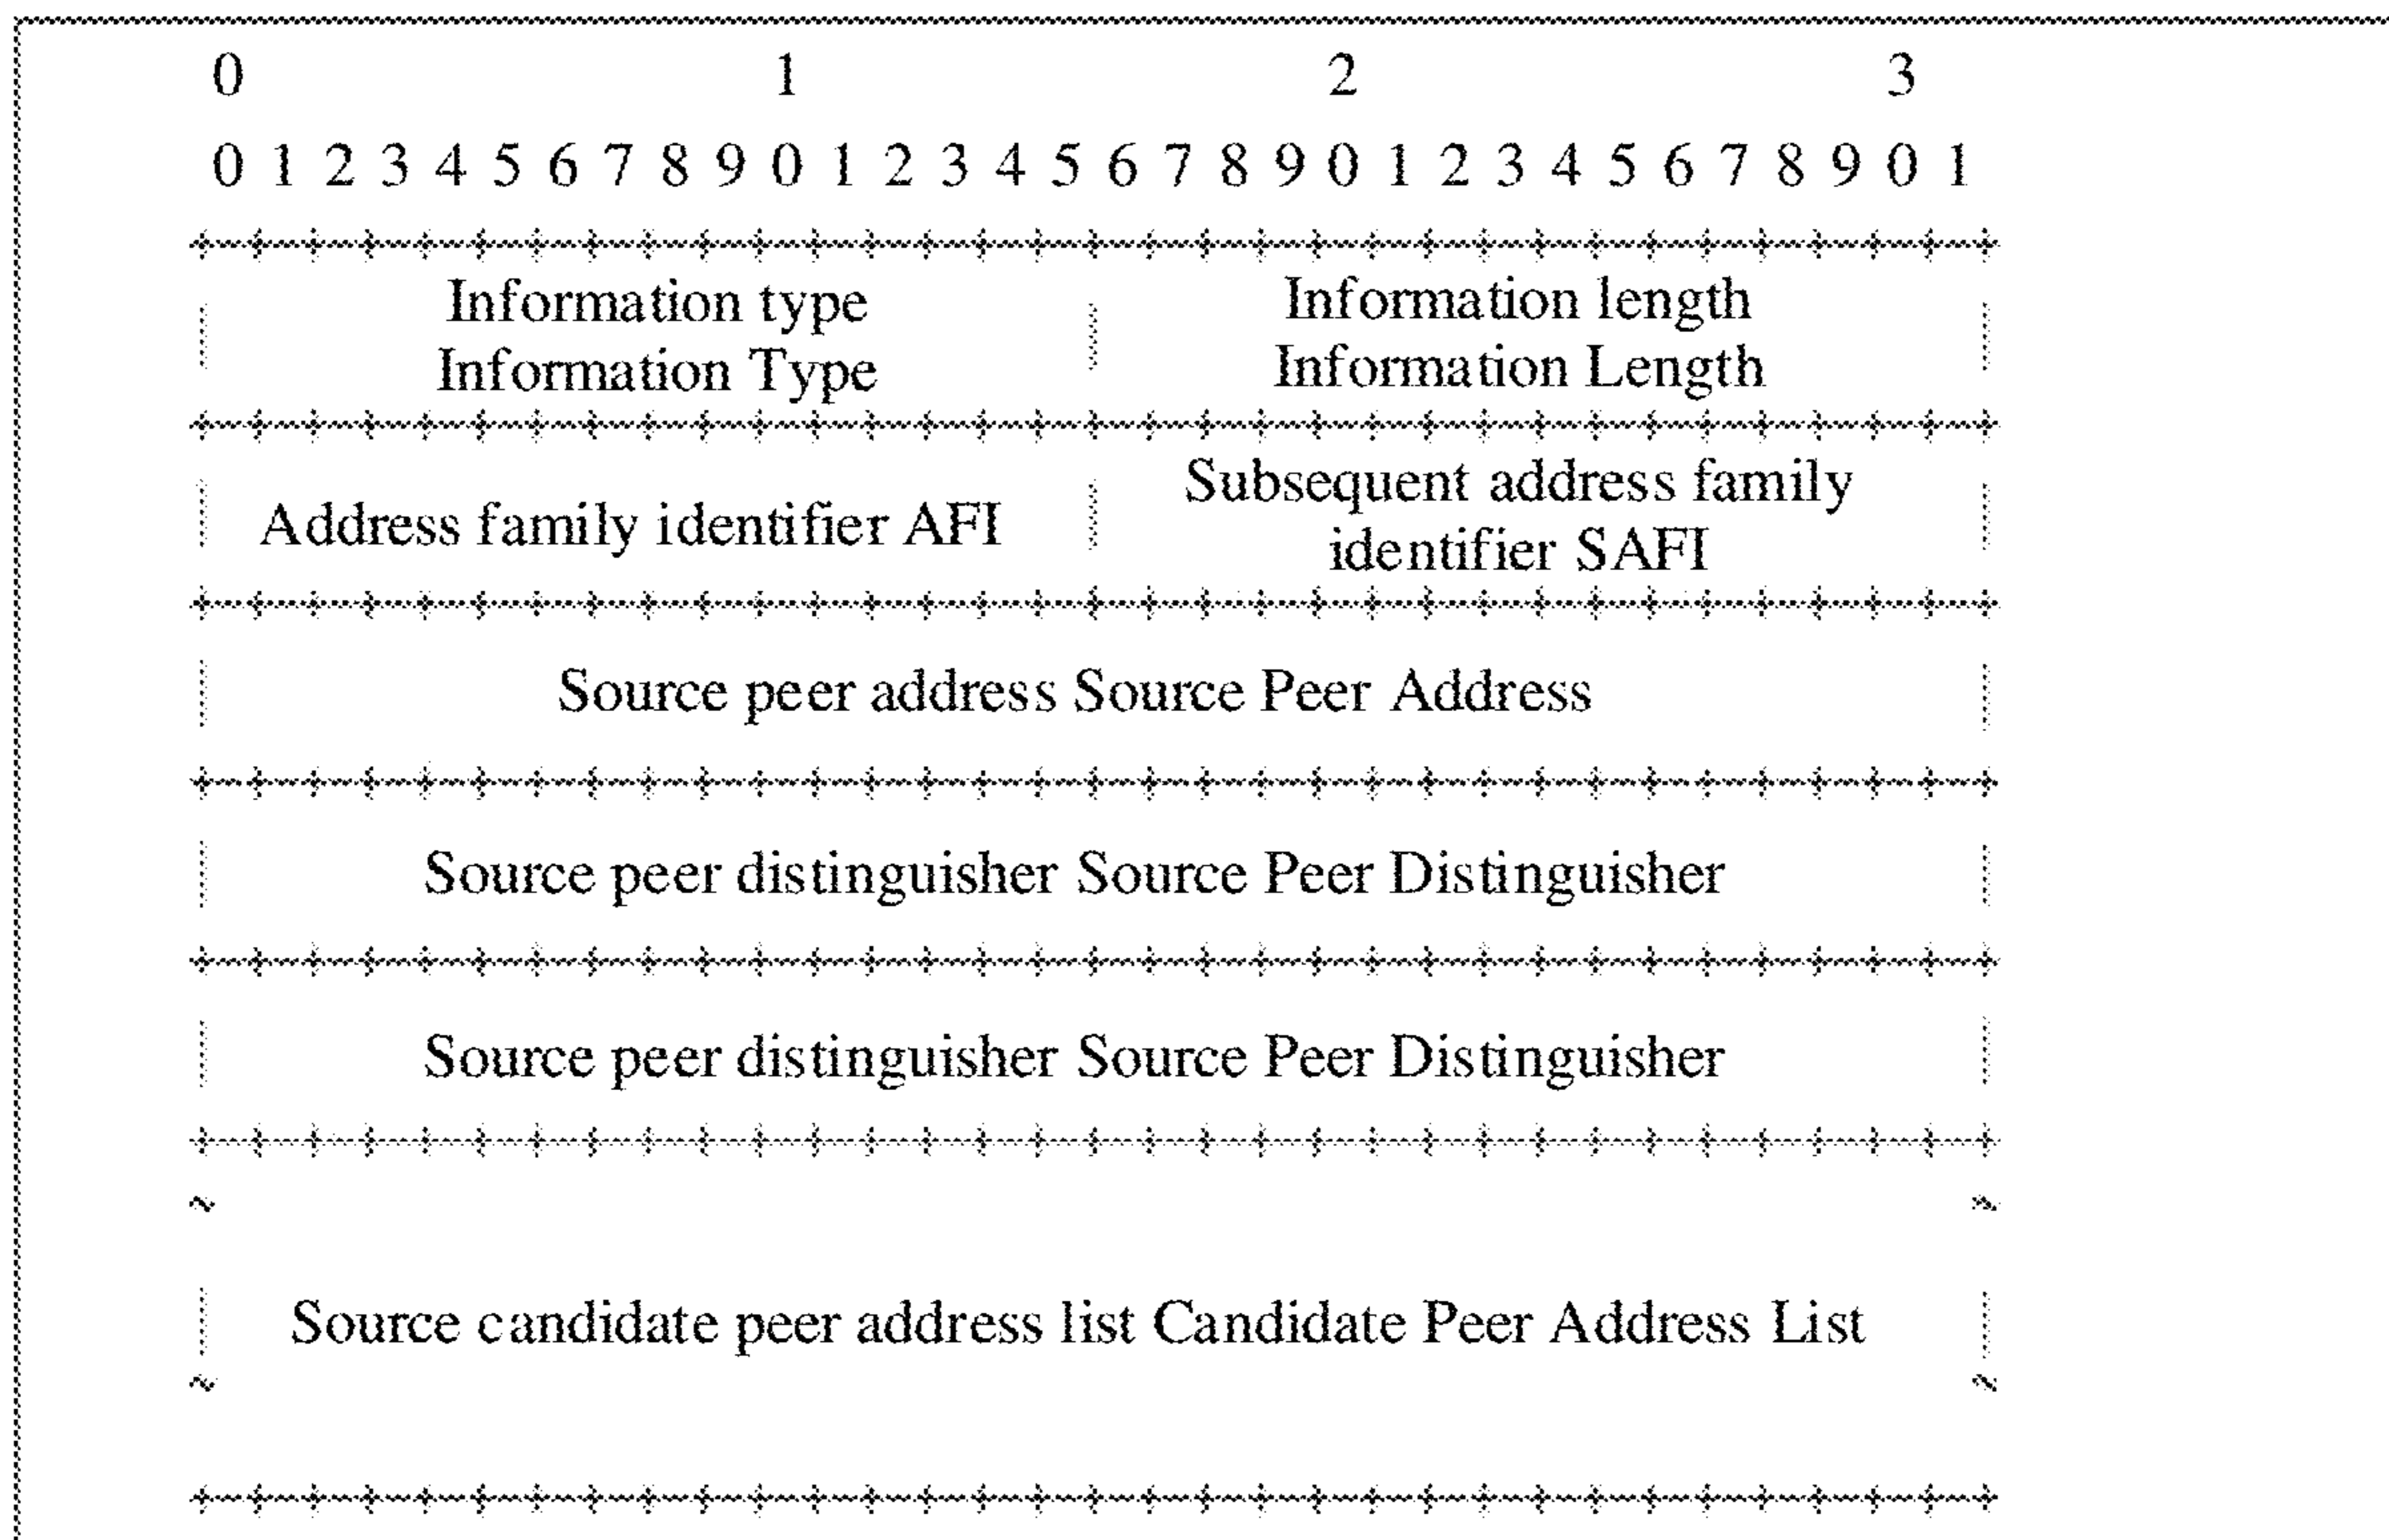 0 1 2 3
0 1 2 3 4 5 6 7 8 9 0 1 2 3 4 5 6 7 8 9 0 1 2 3 4 5 6 7 8 9 0 1
Information type Information length
Information Type Information Length
Subsequent address family
Address family identifier AFI identifier SAFI
Source peer address Source Peer Address
Source peer distinguisher Source Peer Distinguisher
Source peer distinguisher Source Peer Distinguisher
Source candidate peer address list Candidate Peer Address List